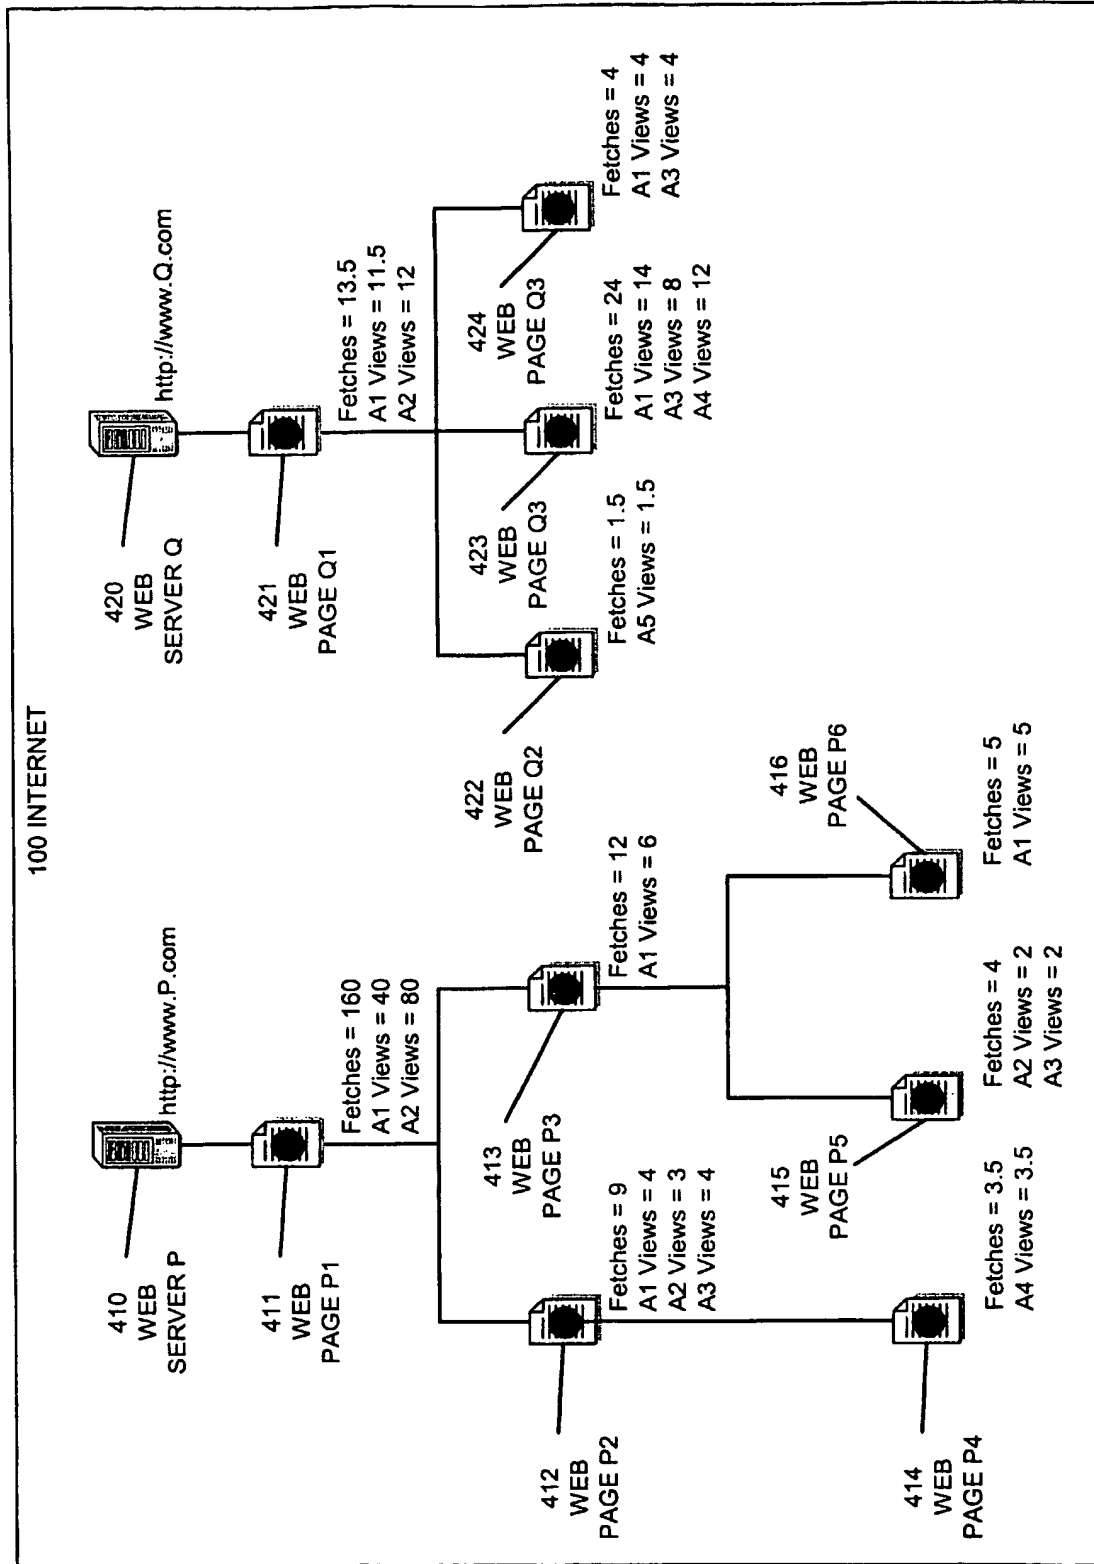 100 INTERNET
410
WEB
SERVER P
http://www.P.com
411
WEB
PAGE P1
Fetches = 160
A1 Views = 40
A2 Views = 80
412
WEB
PAGE P2
Fetches = 9
A1 Views = 4
A2 Views = 3
A3 Views = 4
413
WEB
PAGE P3
Fetches = 12
A1 Views = 6
414
WEB
PAGE P4
Fetches = 3.5
A4 Views = 3.5
415
WEB
PAGE P5
Fetches = 4
A2 Views = 2
A3 Views = 2
416
WEB
PAGE P6
Fetches = 5
A1 Views = 5
420
WEB
SERVER Q
http://www.Q.com
421
WEB
PAGE Q1
Fetches = 13.5
A1 Views = 11.5
A2 Views = 12
422
WEB
PAGE Q2
Fetches = 1.5
A5 Views = 1.5
423
WEB
PAGE Q3
Fetches = 24
A1 Views = 14
A3 Views = 8
A4 Views = 12
424
WEB
PAGE Q3
Fetches = 4
A1 Views = 4
A3 Views = 4